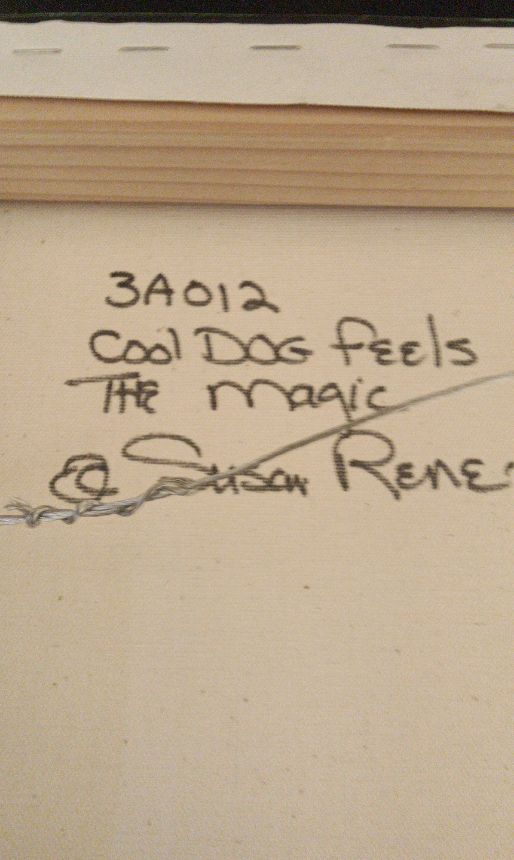 3A012
Cool DOG feels
THE magic
© Susan RENE